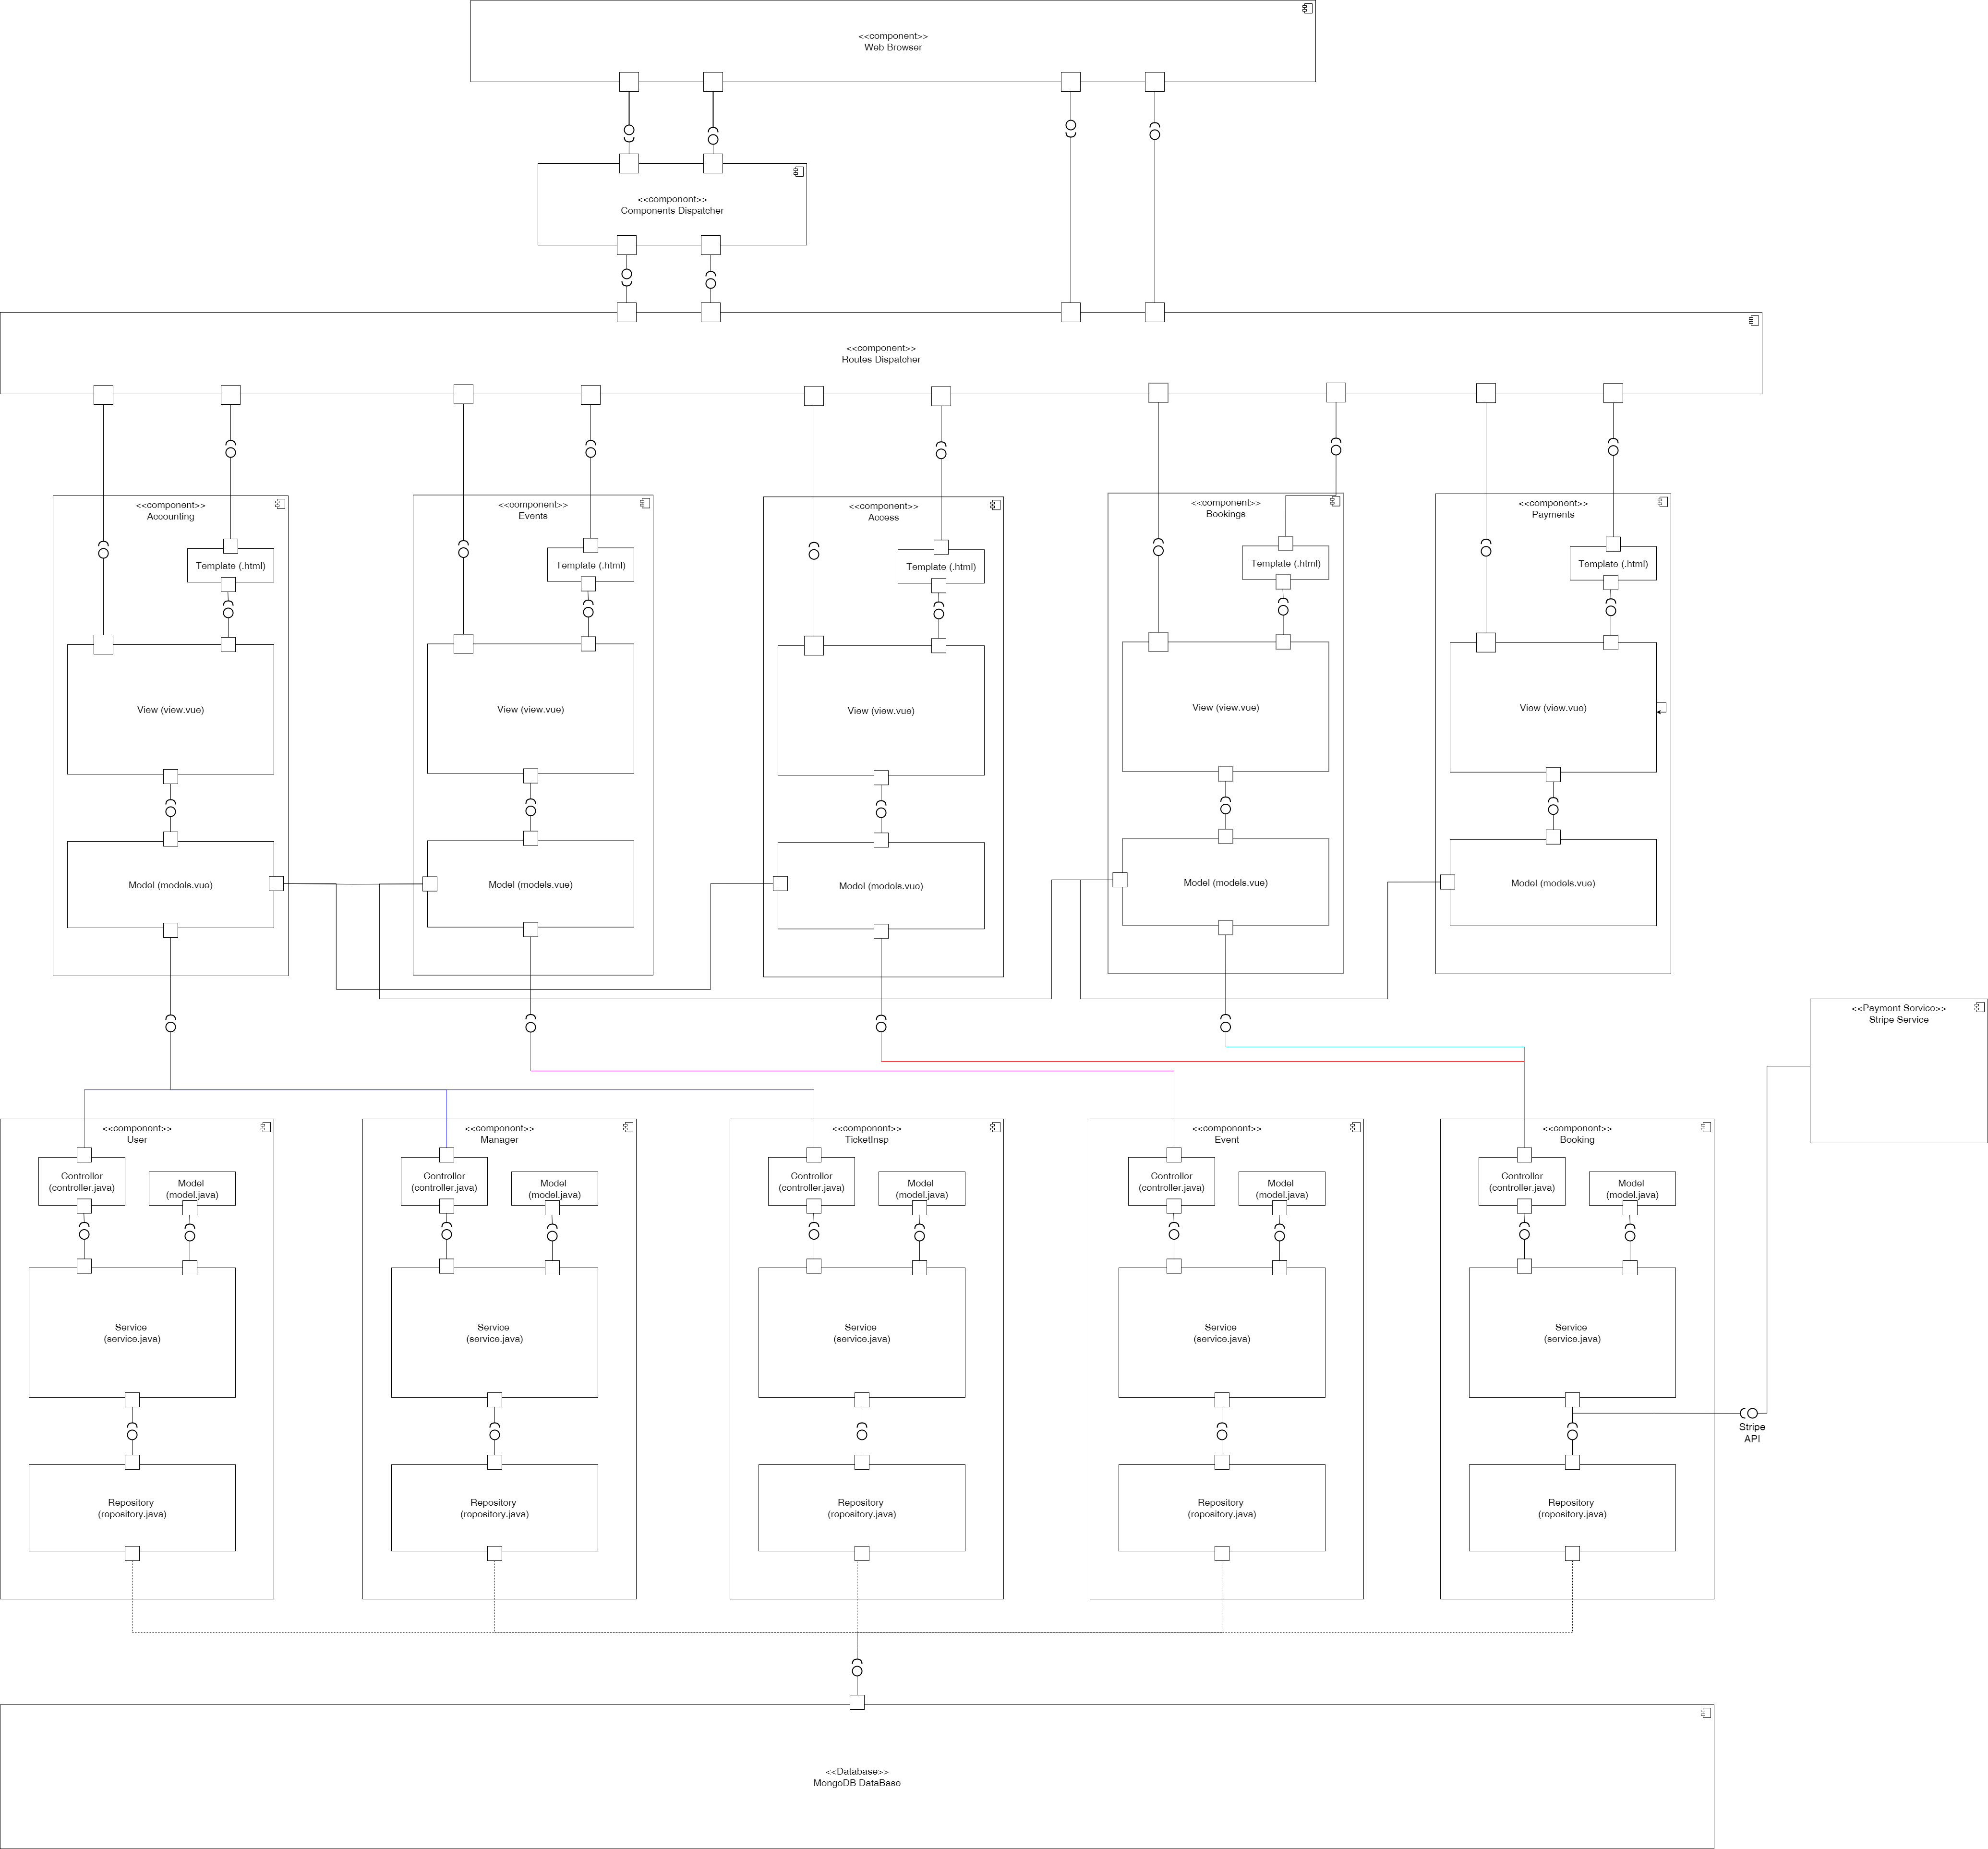 <<component>>
Web Browser
<<component>>
Components Dispatcher
<<component>>
Routes Dispatcher
<<component>>
Accounting
Template (.html)
View (view.vue)
Model (models.vue)
<<component>>
Events
Template (.html)
View (view.vue)
Model (models.vue)
<<component>>
Access
Template (.html)
View (view.vue)
Model (models.vue)
<<component>>
Bookings
Template (.html)
View (view.vue)
Model (models.vue)
<<component>>
Payments
Template (.html)
View (view.vue)
Model (models.vue)
<<Payment Service>>
Stripe Service
<<component>>
User
Controller
(controller.java)
Model
(model.java)
Service
(service.java)
Repository
(repository.java)
<<component>>
Manager
Controller
(controller.java)
Model
(model.java)
Service
(service.java)
Repository
(repository.java)
<<component>>
TicketInsp
Controller
(controller.java)
Model
(model.java)
Service
(service.java)
Repository
(repository.java)
<<component>>
Event
Controller
(controller.java)
Model
(model.java)
Service
(service.java)
Repository
(repository.java)
<<component>>
Booking
Controller
(controller.java)
Model
(model.java)
Service
(service.java)
Repository
(repository.java)
Stripe
API
<<Database>>
MongoDB DataBase